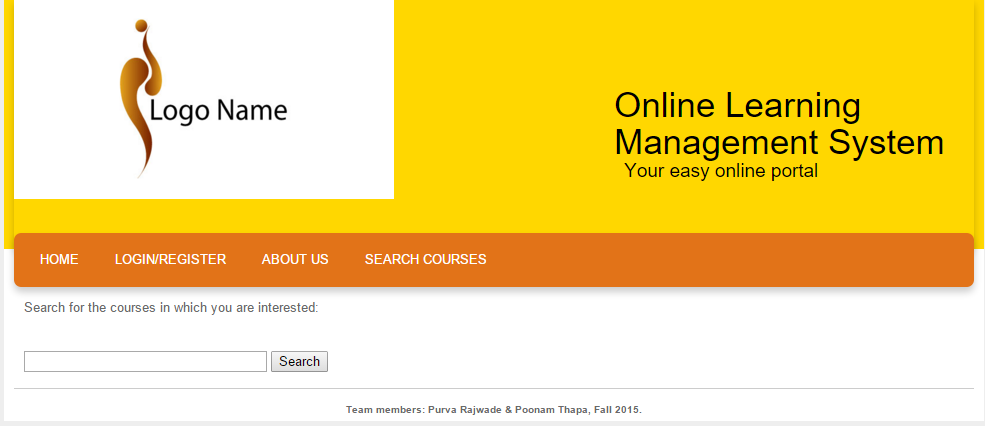 Logo Name
Online Learning
Management System
Your easy online portal
HOME LOGIN/REGISTER ABOUT US SEARCH COURSES
Search for the courses in which you are interested:
Search
Team members: Purva Rajwade & Poonam Thapa, Fall 2015.